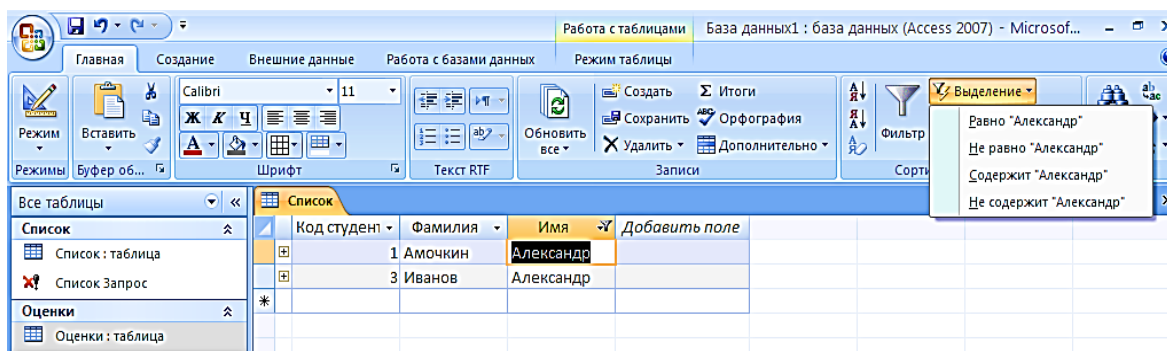 Работа с таблицами База данных1 : база данных (Access 2007) - Microsof...
Главная Создание Внешние данные Работа с базами данных Режим таблицы
Режим
Вставить
Calibri 11
Ж К Ч
Обновить все
Создать Σ Итоги
Сохранить Орфография
Удалить Дополнительно
Фильтр
Выделение
Равно "Александр"
Не равно "Александр"
Содержит "Александр"
Не содержит "Александр"
Режимы Буфер об... Шрифт Текст RTF Записи Сорти
Все таблицы
Список
Список : таблица
Список Запрос
Оценки
Оценки : таблица
Список
Код студент Фамилия Имя Добавить поле
1 Амочкин Александр
3 Иванов Александр